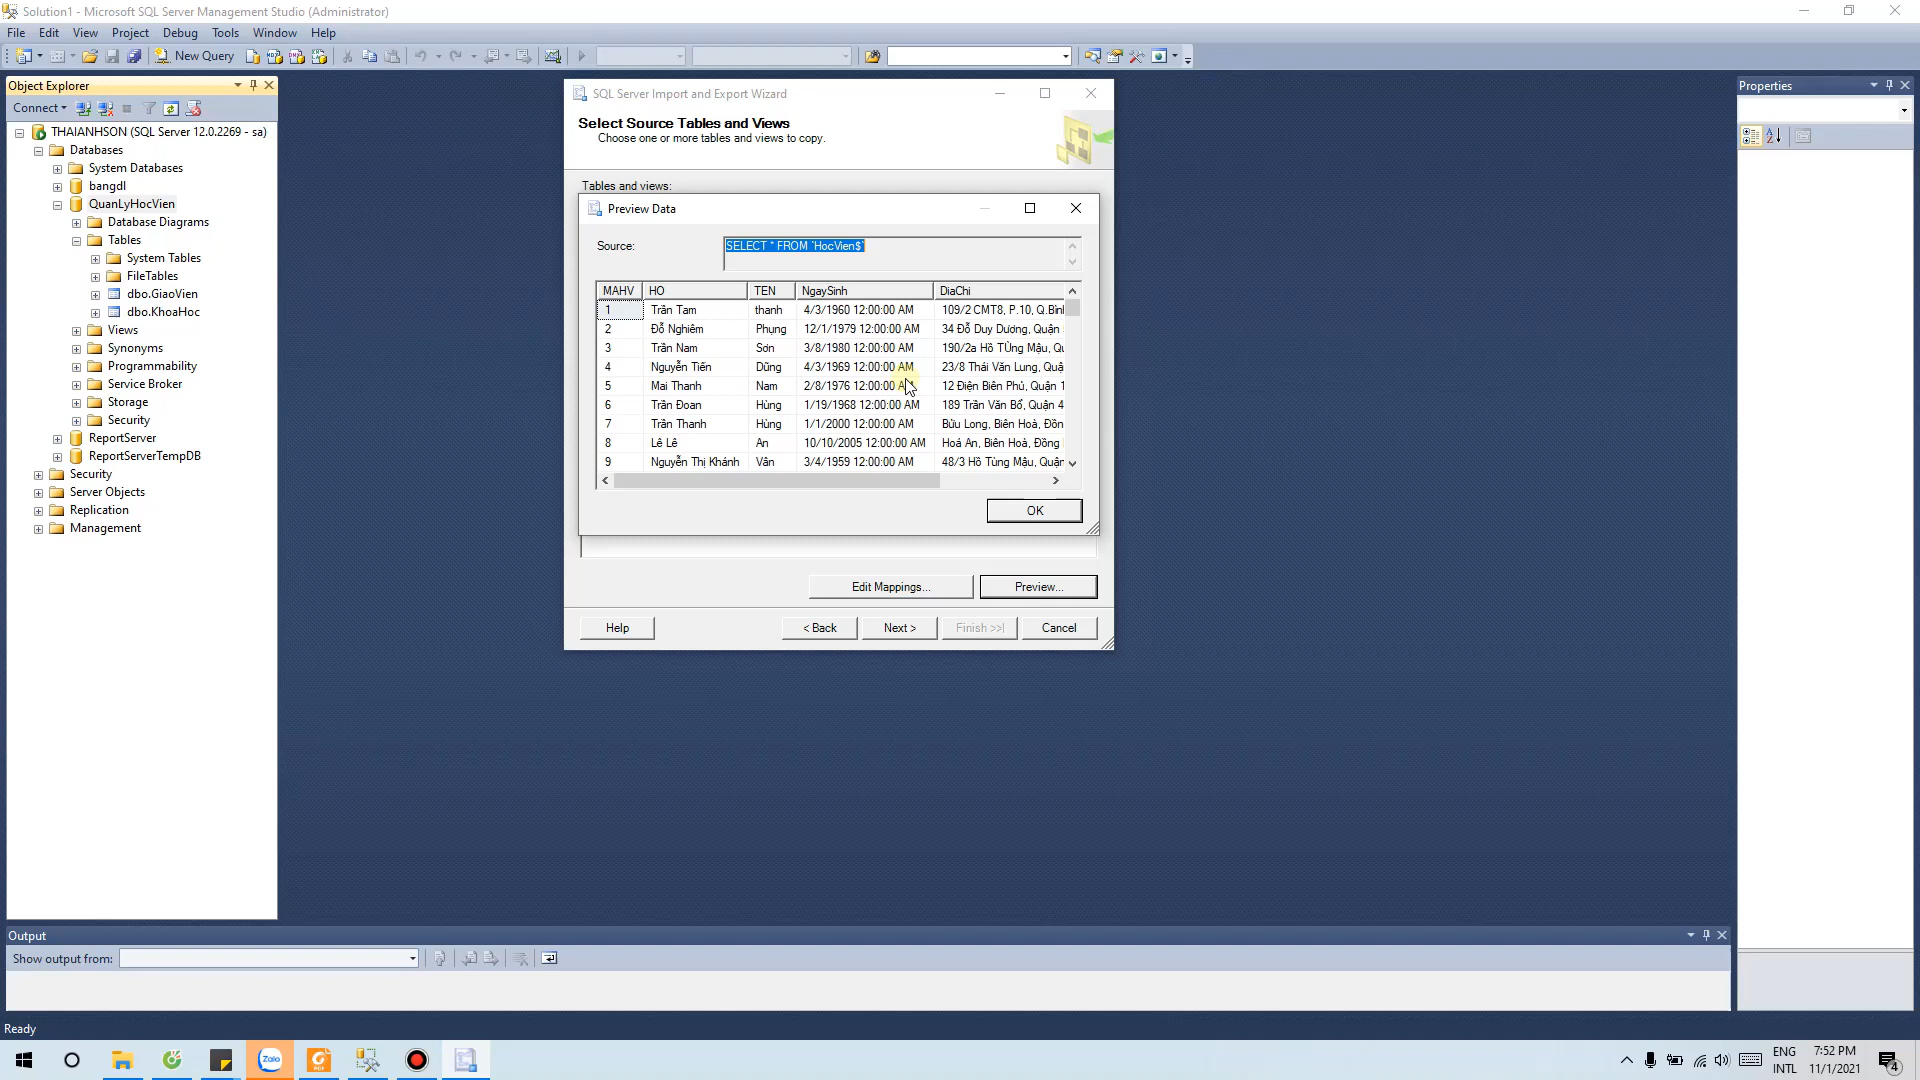 Solution1 - Microsoft SQL Server Management Studio (Administrator)
File Edit View Project Debug Tools Window Help
New Query
Object Explorer
Connect
THAIANHSON (SQL Server 12.0.2269 - sa)
Databases
System Databases
bangdl
QuanLyHocVien
Database Diagrams
Tables
System Tables
FileTables
dbo.GiaoVien
dbo.KhoaHoc
Views
Synonyms
Programmability
Service Broker
Storage
Security
ReportServer
ReportServerTempDB
Security
Server Objects
Replication
Management
SQL Server Import and Export Wizard
Select Source Tables and Views
Choose one or more tables and views to copy.
Tables and views:
Preview Data
Source: SELECT * FROM `HocVien$`
MAHV HO TEN NgaySinh DiaChi
1 Trần Tam thanh 4/3/1960 12:00:00 AM 109/2 CMT8, P.10, Q.Bìn
2 Đỗ Nghiêm Phụng 12/1/1979 12:00:00 AM 34 Đỗ Duy Dương, Quận
3 Trần Nam Sơn 3/8/1980 12:00:00 AM 190/2a Hồ TÙng Mậu, Qu
4 Nguyễn Tiến Dũng 4/3/1969 12:00:00 AM 23/8 Thái Văn Lung, Quậ
5 Mai Thanh Nam 2/8/1976 12:00:00 AM 12 Điện Biên Phủ, Quận 1
6 Trần Đoan Hùng 1/19/1968 12:00:00 AM 189 Trần Văn Bổ, Quận 4
7 Trần Thanh Hùng 1/1/2000 12:00:00 AM Bửu Long, Biên Hoà, Đồn
8 Lê Lê An 10/10/2005 12:00:00 AM Hoá An, Biên Hoà, Đồng
9 Nguyễn Thị Khánh Vân 3/4/1959 12:00:00 AM 48/3 Hồ Tùng Mậu, Quận
OK
Edit Mappings... Preview...
Help < Back Next > Finish >>| Cancel
Properties
Output
Show output from:
Ready
Zalo
PDF
ENG
INTL
7:52 PM
11/1/2021
4